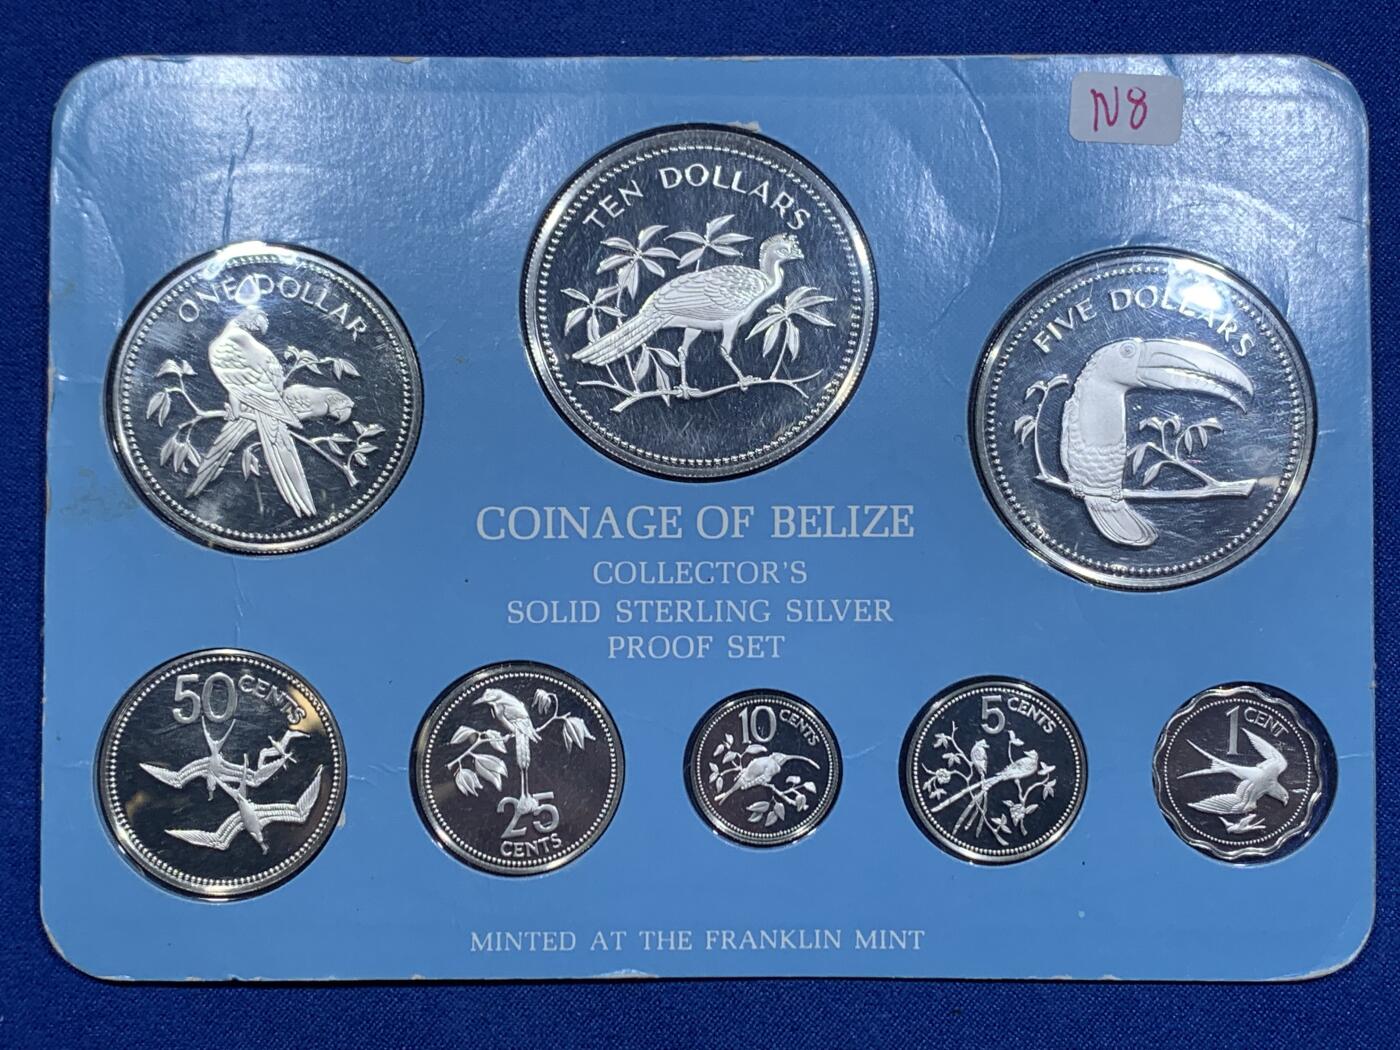 N8
TEN DOLLARS
ONE DOLLAR
FIVE DOLLARS
COINAGE OF BELIZE
COLLECTOR'S
SOLID STERLING SILVER
PROOF SET
50 CENTS
25
CENTS
10 CENTS
5 CENTS
1 CENT
MINTED AT THE FRANKLIN MINT